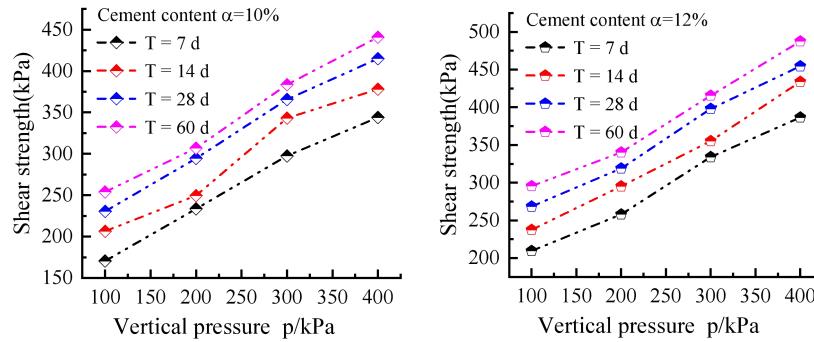 Cement content α=10%
T = 7 d
T = 14 d
T = 28 d
T = 60 d
450
400
350
300
250
200
150
Shear strength(kPa)
100 150 200 250 300 350 400
Vertical pressure p/kPa
Cement content α=12%
T = 7 d
T = 14 d
T = 28 d
T = 60 d
500
450
400
350
300
250
200
Shear strength(kPa)
100 150 200 250 300 350 400
Vertical pressure p/kPa